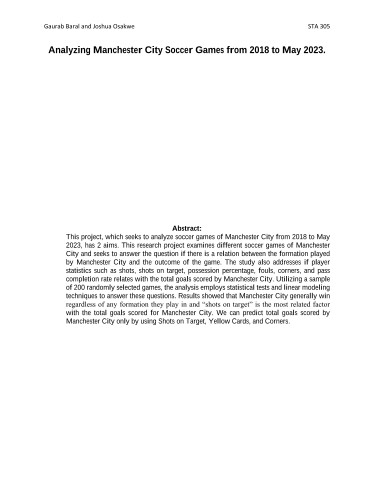 Gaurab Baral and Joshua Osakwe STA 305
Analyzing Manchester City Soccer Games from 2018 to May 2023.
Abstract:
This project, which seeks to analyze soccer games of Manchester City from 2018 to May
2023, has 2 aims. This research project examines different soccer games of Manchester
City and seeks to answer the question if there is a relation between the formation played
by Manchester City and the outcome of the game. The study also addresses if player
statistics such as shots, shots on target, possession percentage, fouls, corners, and pass
completion rate relates with the total goals scored by Manchester City. Utilizing a sample
of 200 randomly selected games, the analysis employs statistical tests and linear modeling
techniques to answer these questions. Results showed that Manchester City generally win
regardless of any formation they play in and “shots on target” is the most related factor
with the total goals scored for Manchester City. We can predict total goals scored by
Manchester City only by using Shots on Target, Yelllow Cards, and Corners.